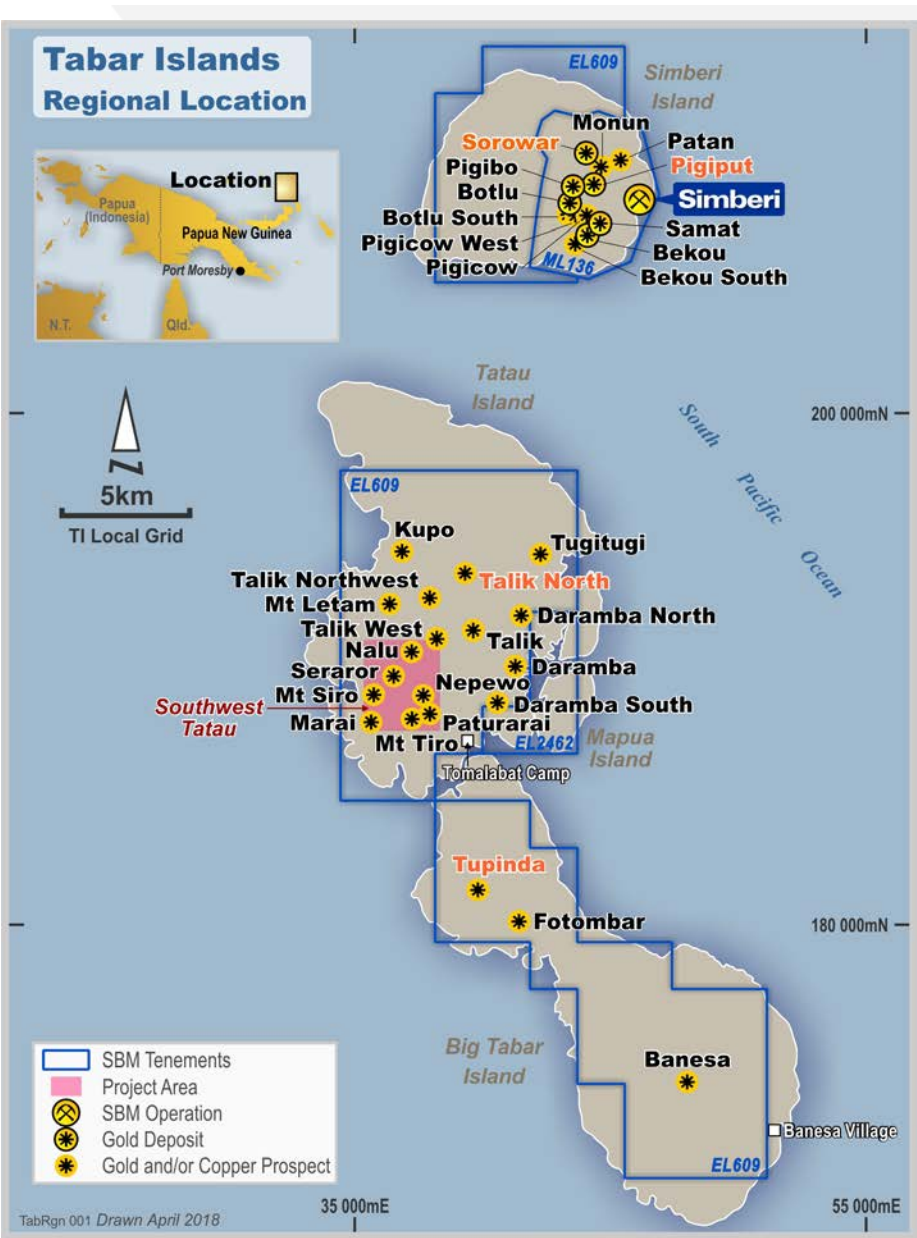 Tabar Islands
Regional Location
Location
Papua
(Indonesia)
Papua New Guinea
Port Moresby
N.T.
Qld.
EL609
Simberi
Island
Monun
Sorowar
Patan
Pigibo
Pigiput
Botlu
Simberi
Botlu South
Samat
Pigicow West
Bekou
Pigicow
ML136
Bekou South
Tatau
Island
South
Pacific
Ocean
200 000mN
N
5km
TI Local Grid
EL609
Kupo
Tugitugi
Talik Northwest
Talik North
Mt Letam
Daramba North
Talik West
Talik
Nalu
Daramba
Seraror
Nepewo
Mt Siro
Daramba South
Southwest
Tatau
Marai
Paturarai
Mt Tiro
EL2462
Mapua
Island
Tomalabat Camp
Tupinda
Fotombar
180 000mN
Big Tabar
Island
Banesa
Banesa Village
EL609
SBM Tenements
Project Area
SBM Operation
Gold Deposit
Gold and/or Copper Prospect
35 000mE
55 000mE
TabRgn 001 Drawn April 2018